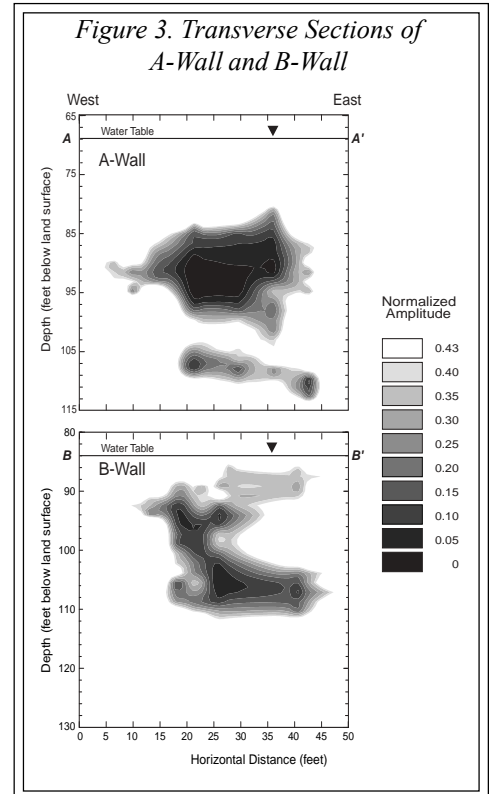 Figure 3. Transverse Sections of
A-Wall and B-Wall
West East
65
A Water Table A'
A-Wall
75
85
95
105
115
Depth (feet below land surface)
Normalized
Amplitude
0.43
0.40
0.35
0.30
0.25
0.20
0.15
0.10
0.05
0
80
B Water Table B'
B-Wall
90
100
110
120
130
Depth (feet below land surface)
0 5 10 15 20 25 30 35 40 45 50
Horizontal Distance (feet)